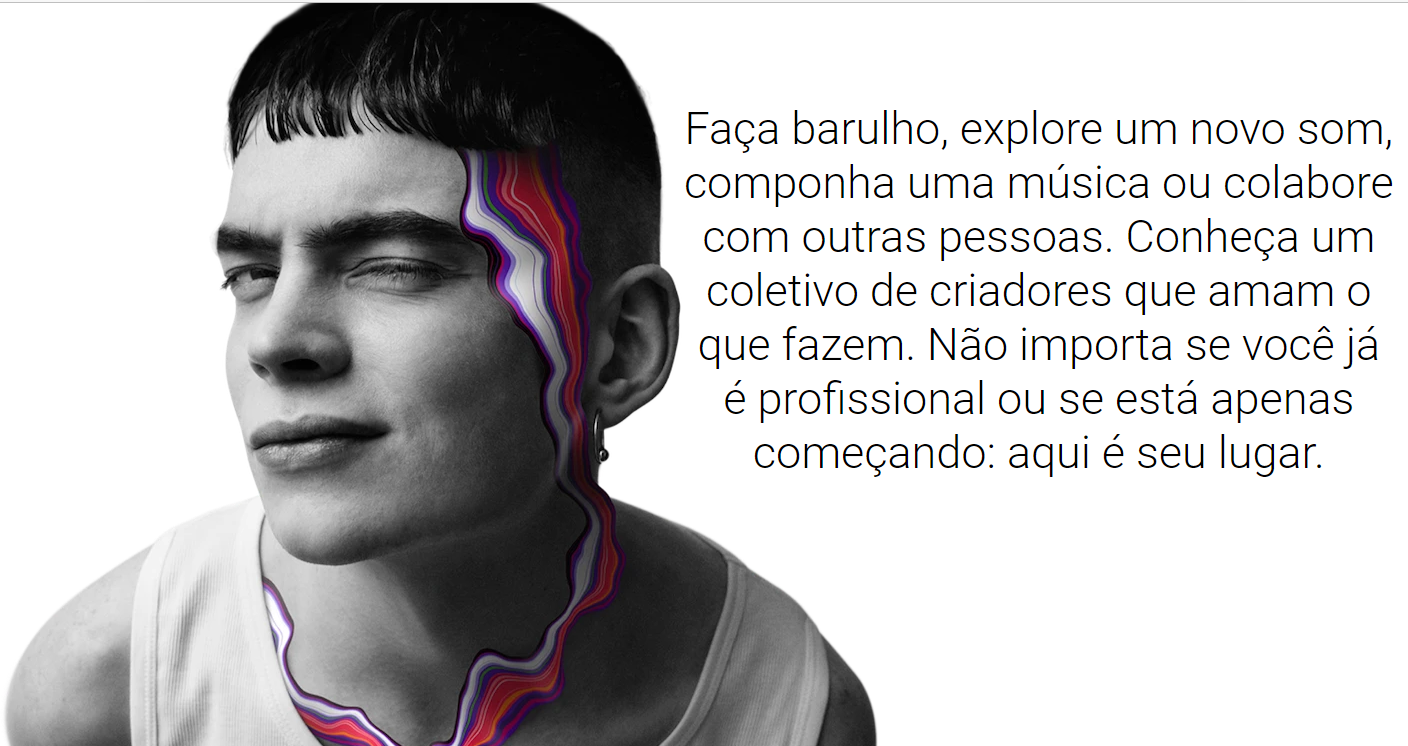 Faça barulho, explore um novo som,
componha uma música ou colabore
com outras pessoas. Conheça um
coletivo de criadores que amam o
que fazem. Não importa se você já
é profissional ou se está apenas
começando: aqui é seu lugar.